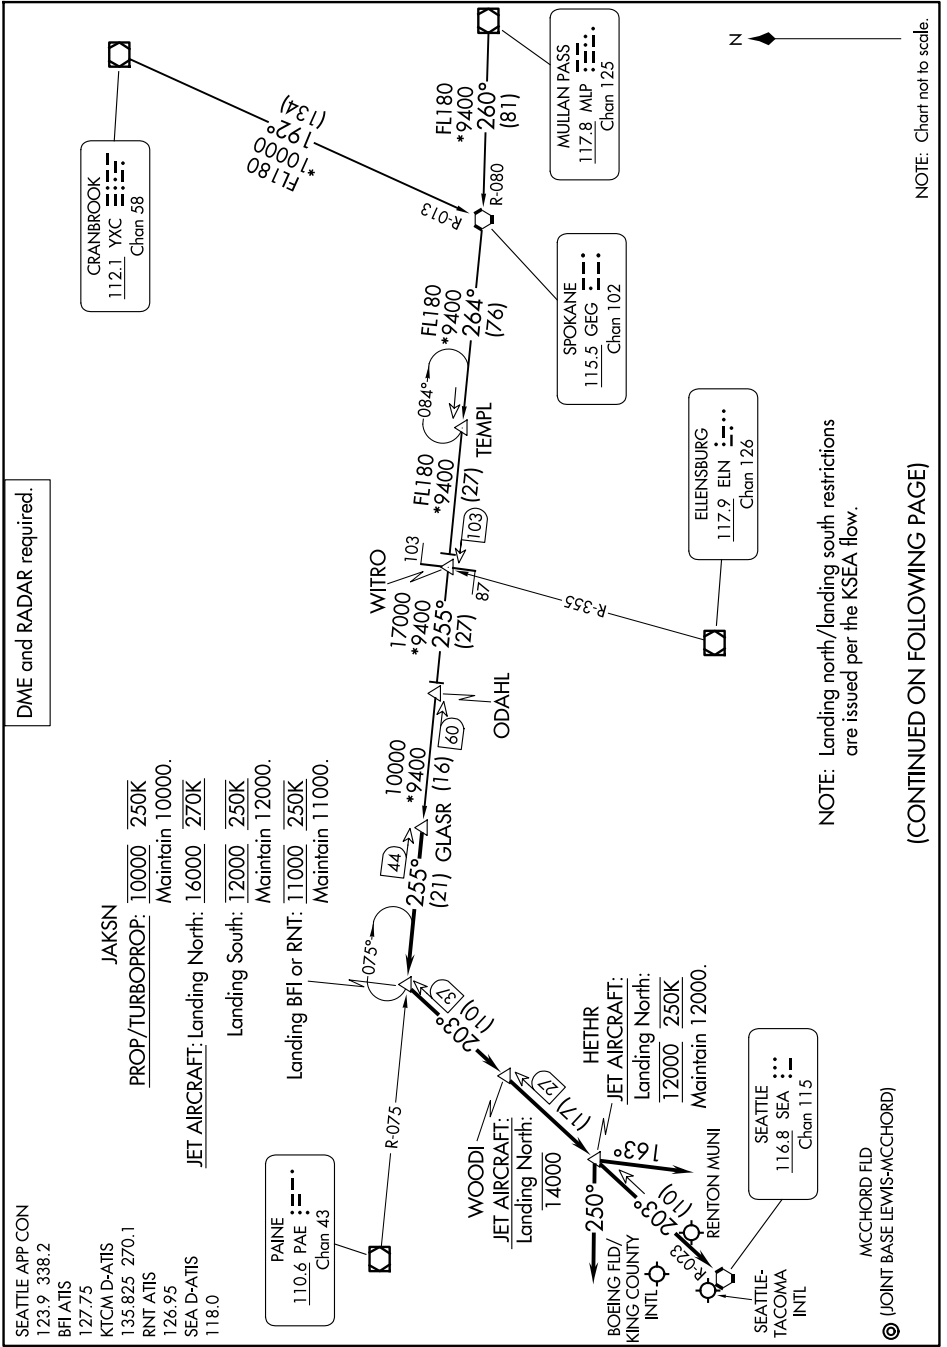 SEATTLE APP CON
123.9 338.2
BFI ATIS
127.75
KTCM D-ATIS
135.825 270.1
RNT ATIS
126.95
SEA D-ATIS
118.0
DME and RADAR required.
JAKSN
PROP/TURBOPROP: 10000 250K
Maintain 10000.
JET AIRCRAFT: Landing North: 16000 270K
Landing South: 12000 250K
Maintain 12000.
Landing BFI or RNT: 11000 250K
Maintain 11000.
CRANBROOK
112.1 YXC
Chan 58
FL180
*10000
192°
(134)
R-013
MULLAN PASS
117.8 MLP
Chan 125
FL180
*9400
260°
(81)
R-080
SPOKANE
115.5 GEG
Chan 102
FL180
*9400
264°
(76)
084°
TEMPL
FL180
*9400
(27)
103
103
WITRO
87
R-355
ELLENSBURG
117.9 ELN
Chan 126
17000
*9400
255°
(27)
ODAHL
60
10000
*9400
(16)
GLASR
44
255°
(21)
075°
PAINE
110.6 PAE
Chan 43
R-075
37
203°
(10)
WOODI
JET AIRCRAFT:
Landing North:
14000
27
(17)
HETHR
JET AIRCRAFT:
Landing North:
12000 250K
Maintain 12000.
250°
163°
203°
(10)
R-023
BOEING FLD/
KING COUNTY
INTL
RENTON MUNI
SEATTLE-
TACOMA
INTL
SEATTLE
116.8 SEA
Chan 115
MCCHORD FLD
(JOINT BASE LEWIS-MCCHORD)
N
NOTE: Chart not to scale.
NOTE: Landing north/landing south restrictions
are issued per the KSEA flow.
(CONTINUED ON FOLLOWING PAGE)